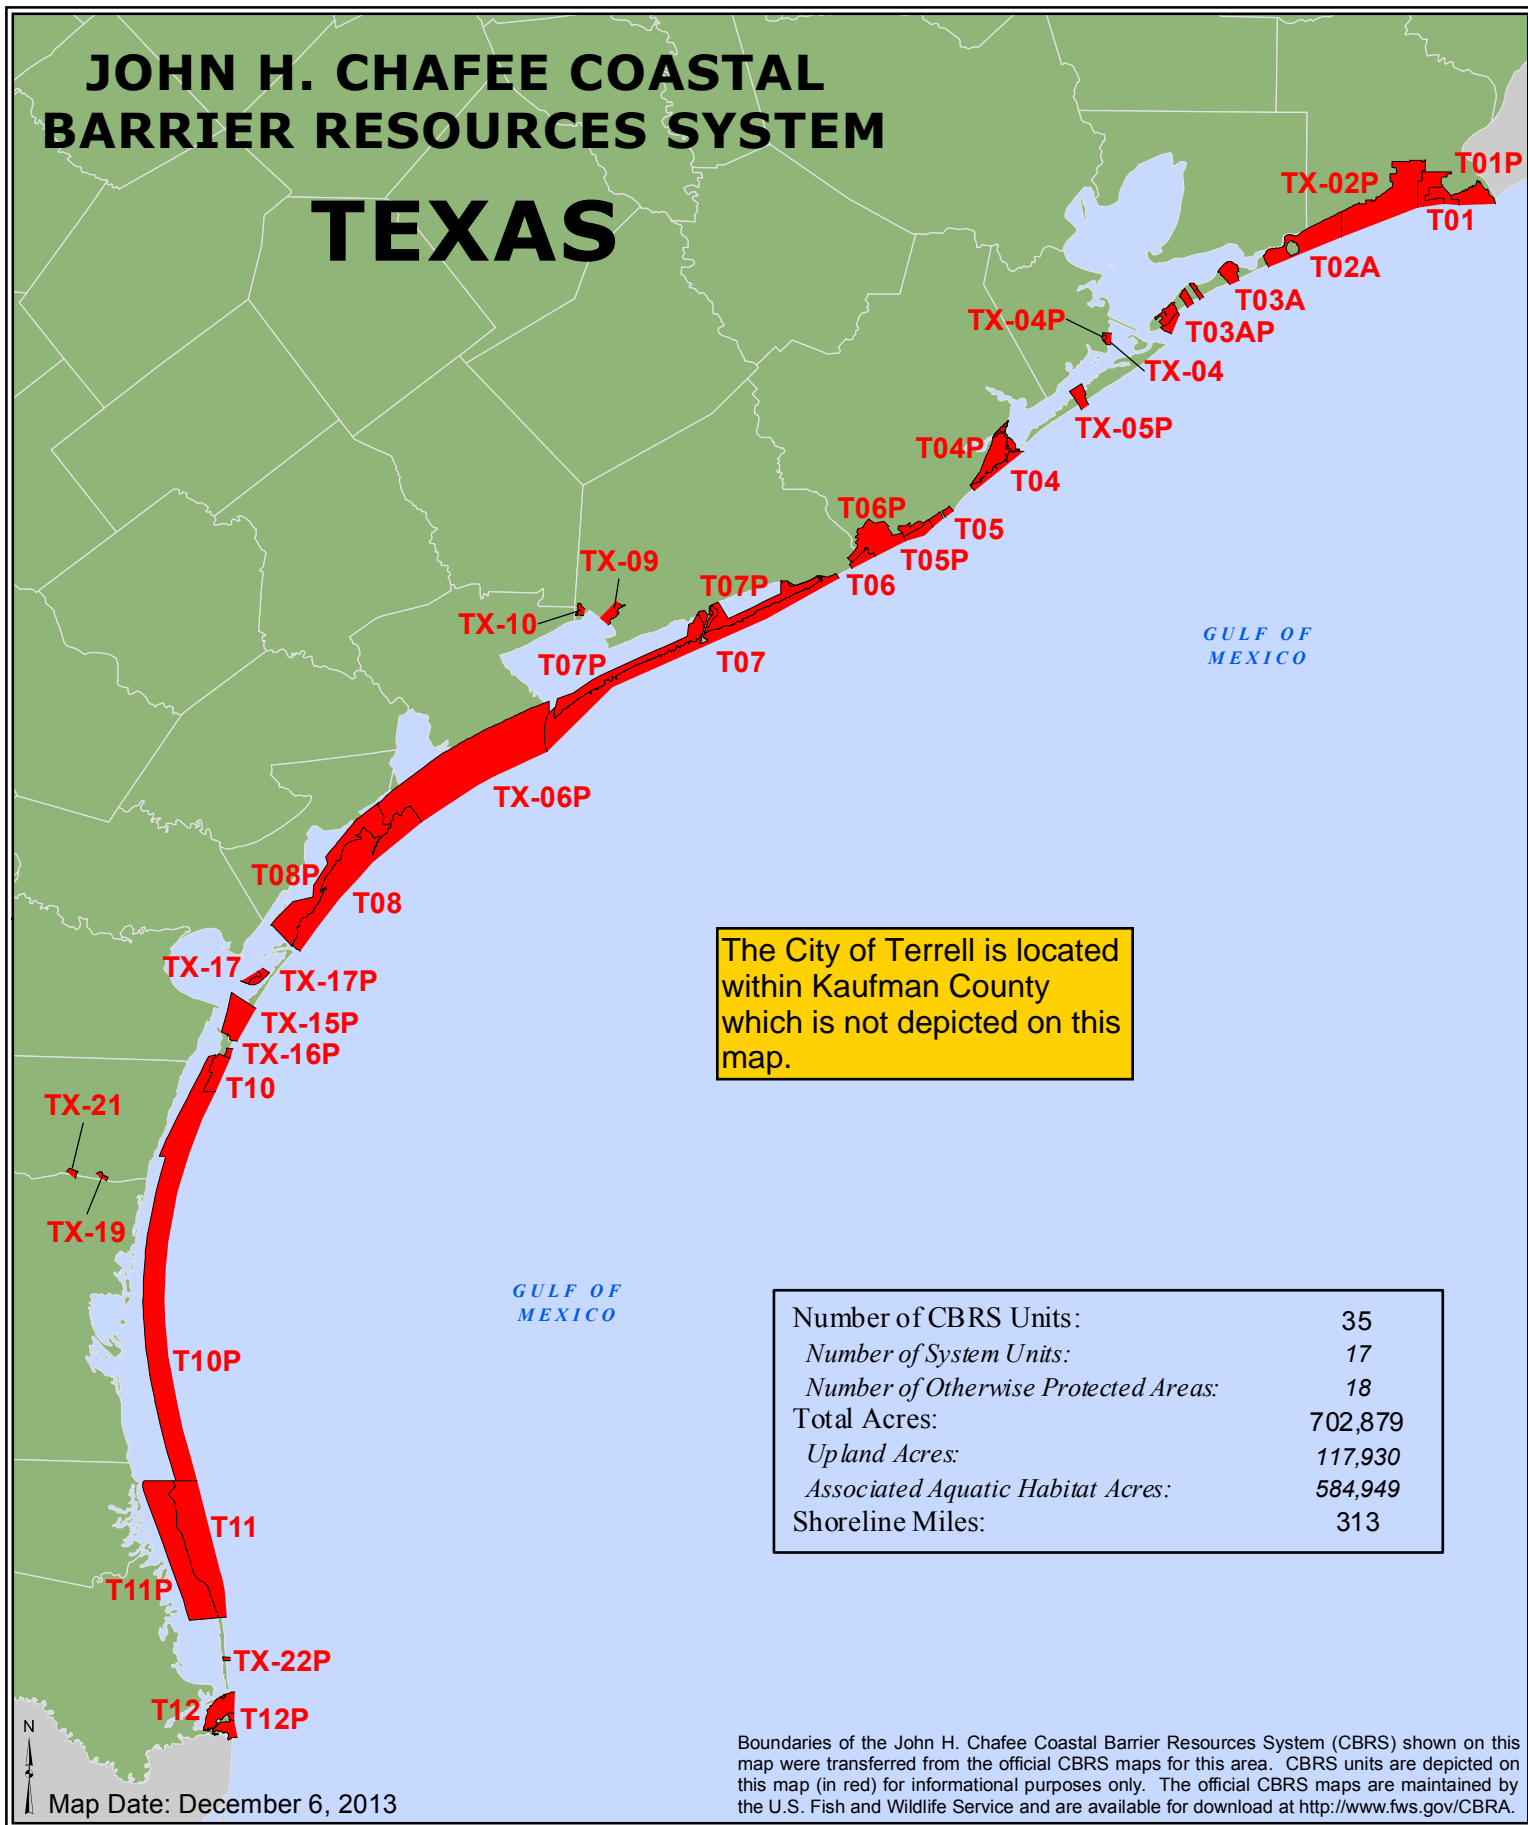 JOHN H. CHAFEE COASTAL
BARRIER RESOURCES SYSTEM
TEXAS
T01P
TX-02P
T01
T02A
T03A
T03AP
TX-04P
TX-04
TX-05P
T04P
T04
T06P
T05
T05P
TX-09
T06
T07P
TX-10
GULF OF
MEXICO
T07P
T07
TX-06P
T08P
T08
The City of Terrell is located
within Kaufman County
which is not depicted on this
map.
TX-17
TX-17P
TX-15P
TX-16P
T10
TX-21
TX-19
GULF OF
MEXICO
T10P
Number of CBRS Units: 35
Number of System Units: 17
Number of Otherwise Protected Areas: 18
Total Acres: 702,879
Upland Acres: 117,930
Associated Aquatic Habitat Acres: 584,949
Shoreline Miles: 313
T11
T11P
TX-22P
T12
T12P
N
Map Date: December 6, 2013
Boundaries of the John H. Chafee Coastal Barrier Resources System (CBRS) shown on this
map were transferred from the official CBRS maps for this area. CBRS units are depicted on
this map (in red) for informational purposes only. The official CBRS maps are maintained by
the U.S. Fish and Wildlife Service and are available for download at http://www.fws.gov/CBRA.